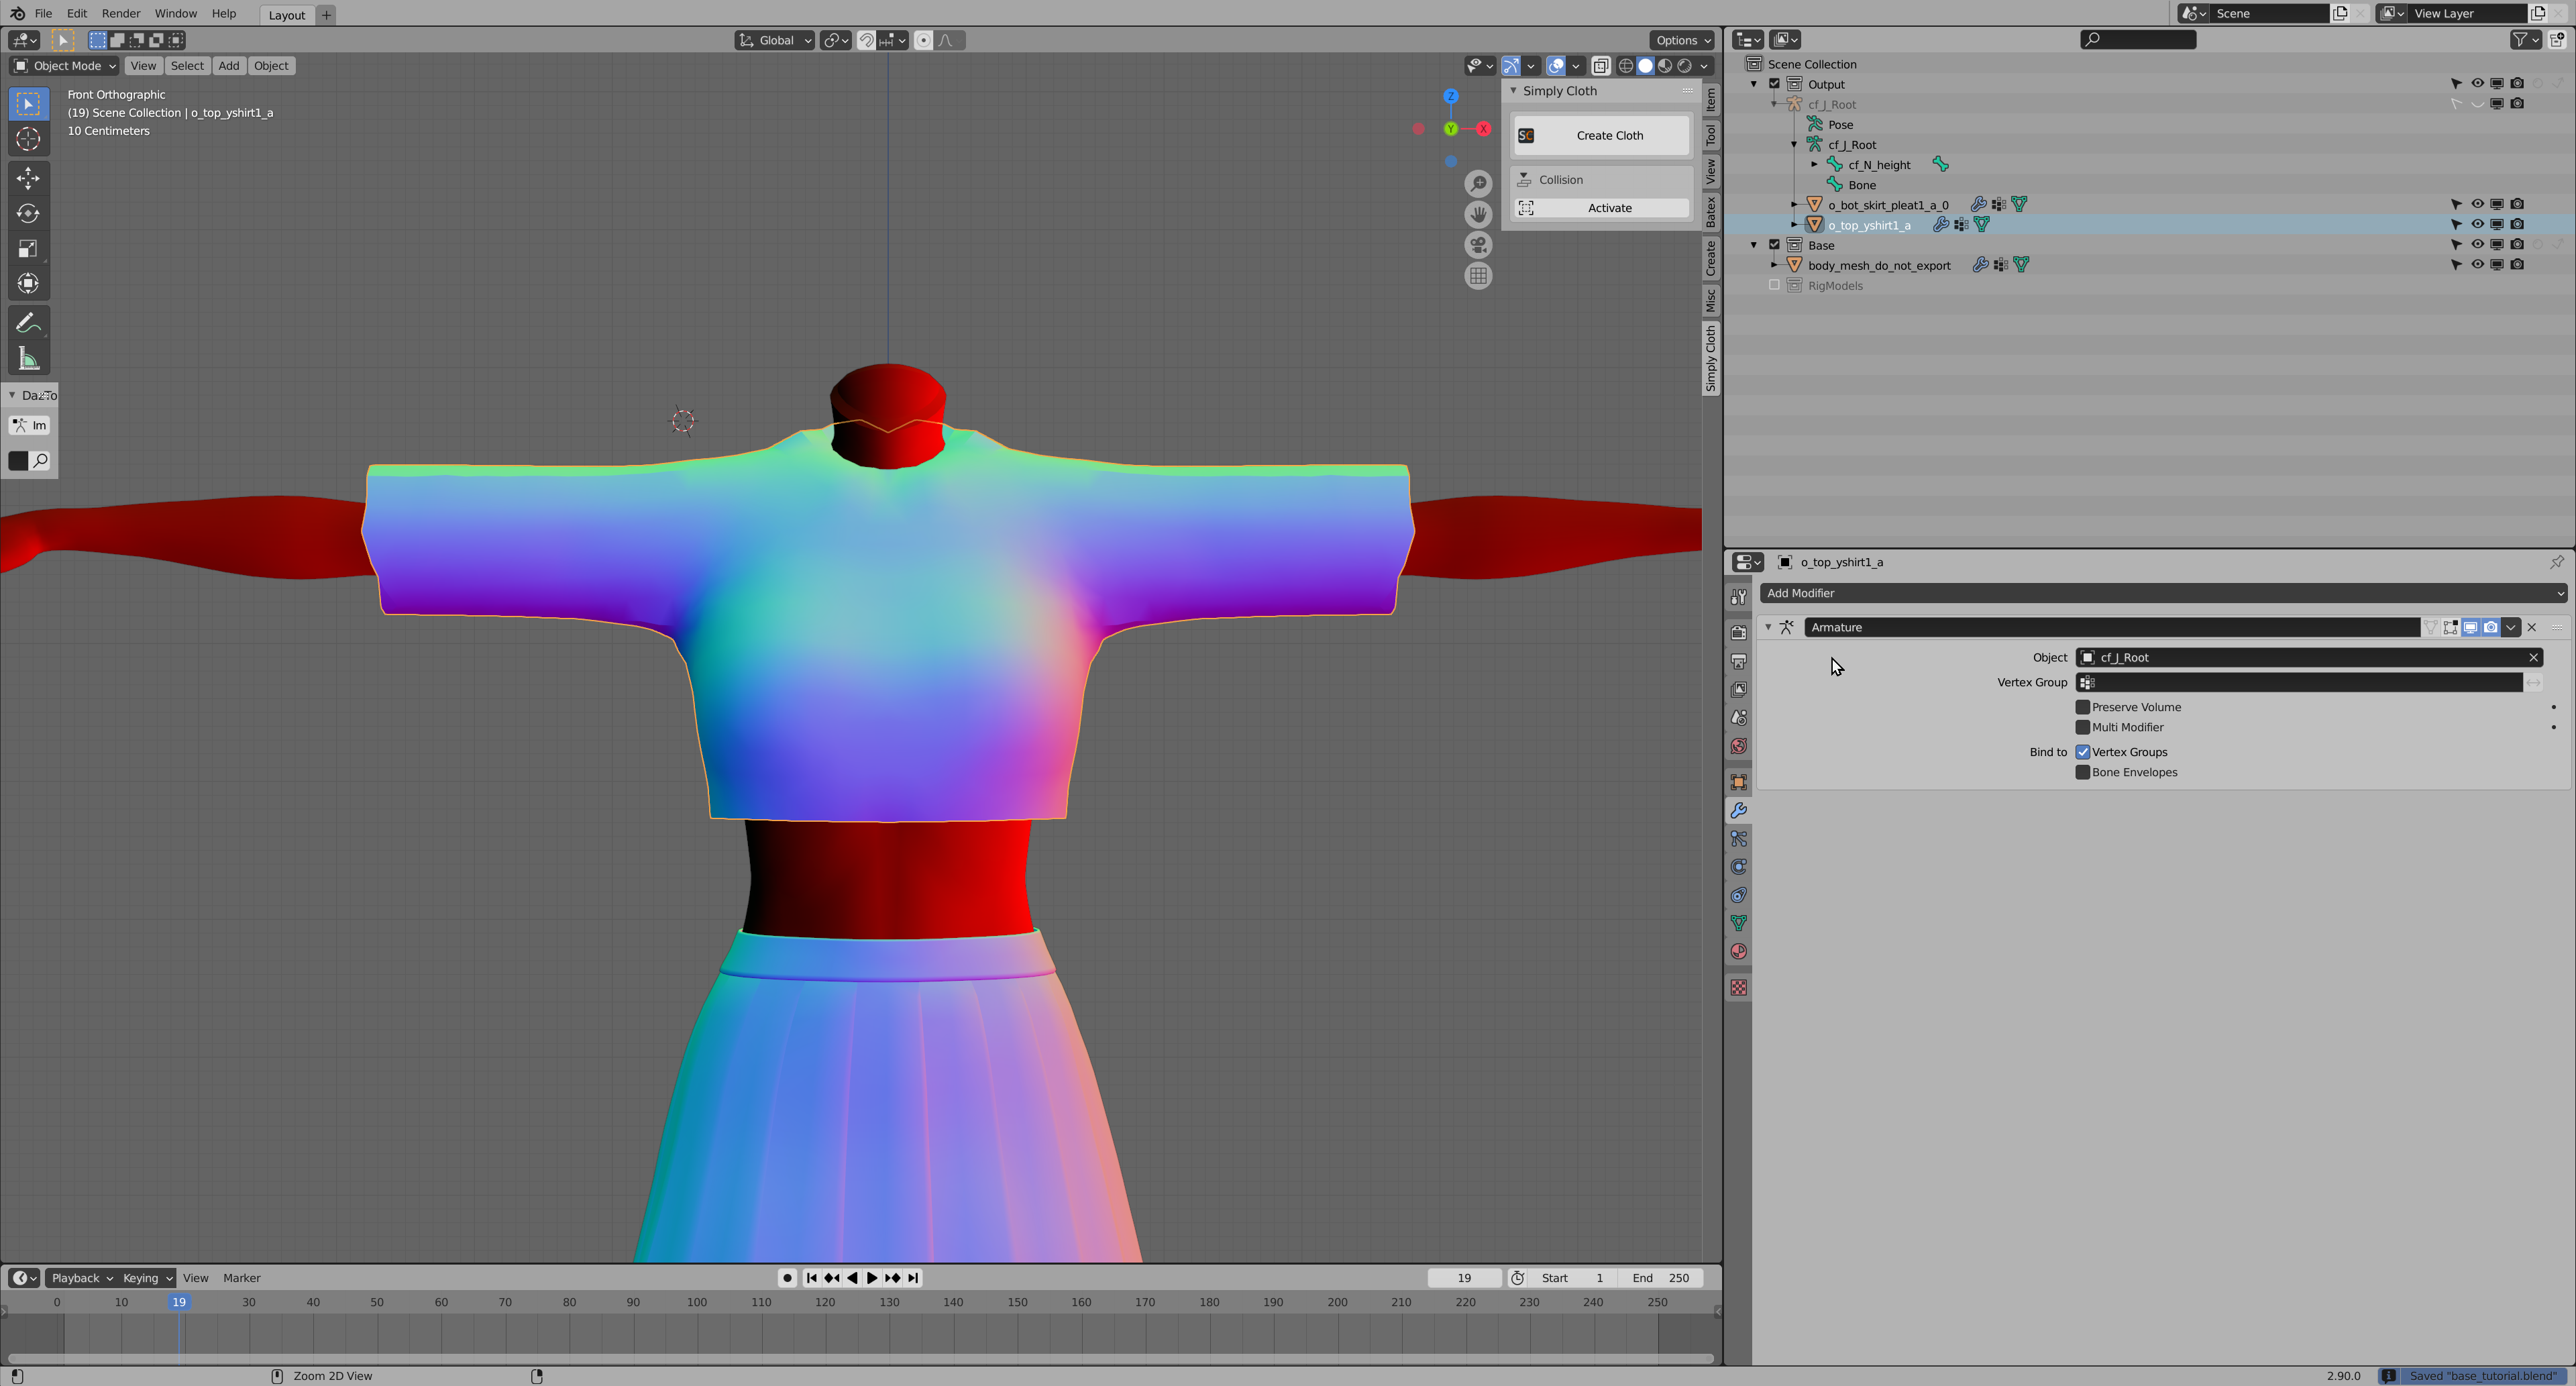 File Edit Render Window Help Layout
Scene View Layer
Global Options
Object Mode View Select Add Object
Front Orthographic
(19) Scene Collection | o_top_yshirt1_a
10 Centimeters
Z
Y X
Simply Cloth
Create Cloth
Collision
Activate
Item
Tool
View
Batex
Create
Misc
Simply Cloth
Im
Scene Collection
Output
cf_J_Root
Pose
cf_J_Root
cf_N_height
Bone
o_bot_skirt_pleat1_a_0
o_top_yshirt1_a
Base
body_mesh_do_not_export
RigModels
o_top_yshirt1_a
Add Modifier
Armature
Object cf_J_Root
Vertex Group
Preserve Volume
Multi Modifier
Bind to Vertex Groups
Bone Envelopes
Playback Keying View Marker 19 Start 1 End 250
0 10 19 30 40 50 60 70 80 90 100 110 120 130 140 150 160 170 180 190 200 210 220 230 240 250
Zoom 2D View 2.90.0 Saved "base_tutorial.blend"